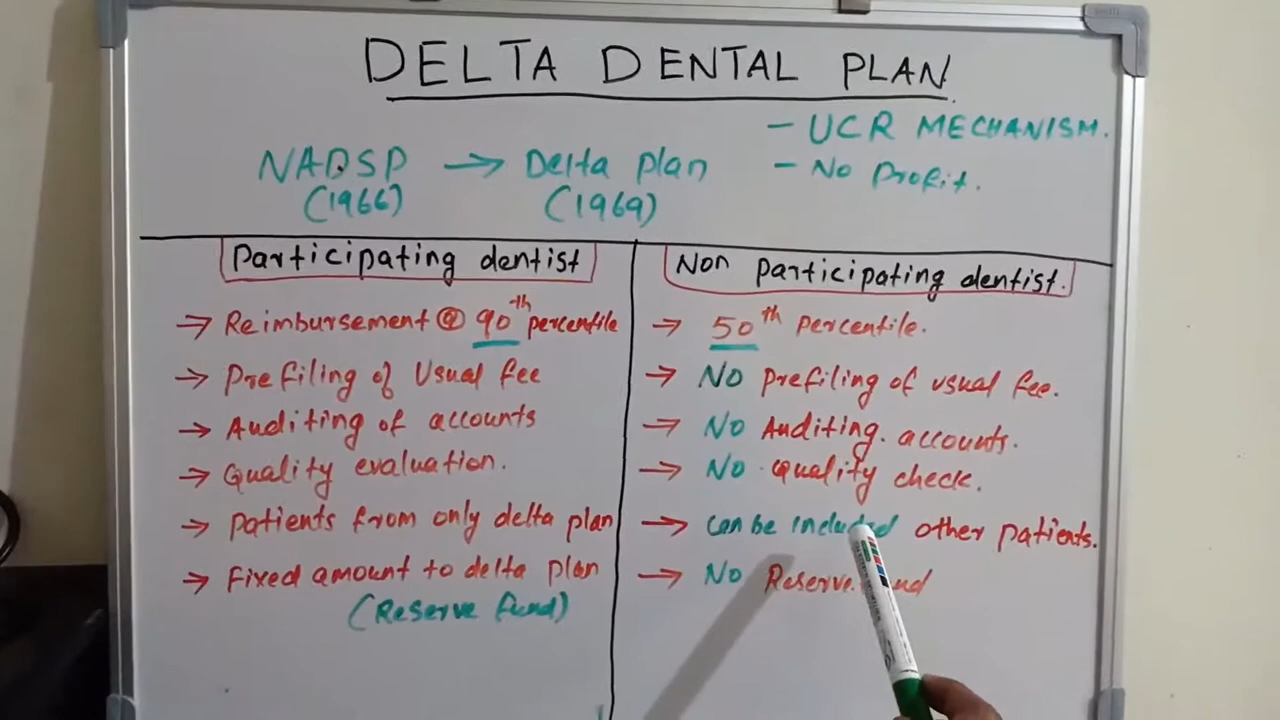 DELTA DENTAL PLAN.
- UCR MECHANISM.
NADSP → Delta plan
- No Profit.
(1966) (1969)
Participating dentist
→ Reimbursement @ 90th percentile
→ Prefiling of Usual fee
→ Auditing of accounts
→ Quality evaluation.
→ patients from only delta plan
→ Fixed amount to delta plan
(Reserve fund)
Non participating dentist.
→ 50th percentile.
→ No prefiling of usual fee.
→ No Auditing. accounts.
→ No quality check.
→ can be included other patients.
→ No Reserve fund